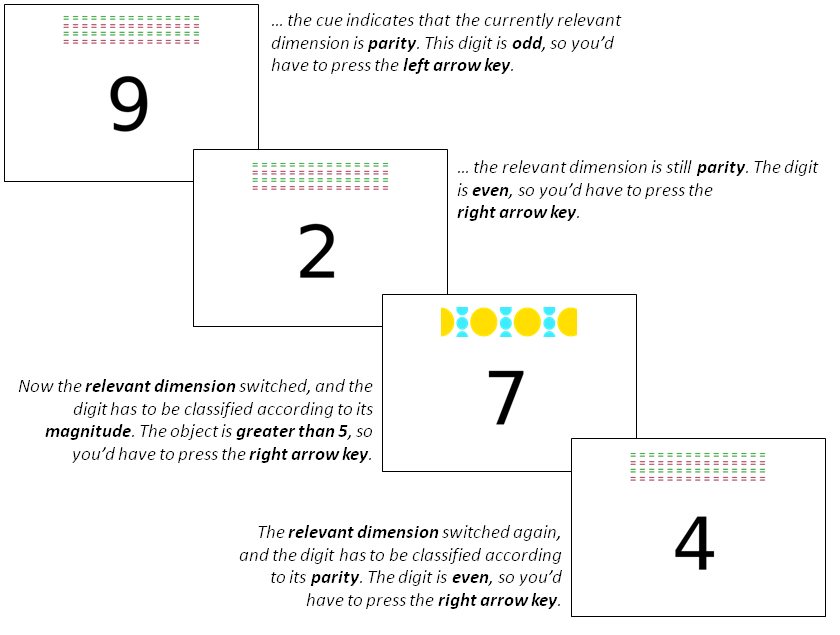 9
… the cue indicates that the currently relevant
dimension is parity. This digit is odd, so you’d
have to press the left arrow key.
2
… the relevant dimension is still parity. The digit
is even, so you’d have to press the
right arrow key.
7
Now the relevant dimension switched, and the
digit has to be classified according to its
magnitude. The object is greater than 5, so
you’d have to press the right arrow key.
4
The relevant dimension switched again,
and the digit has to be classified according
to its parity. The digit is even, so you’d
have to press the right arrow key.